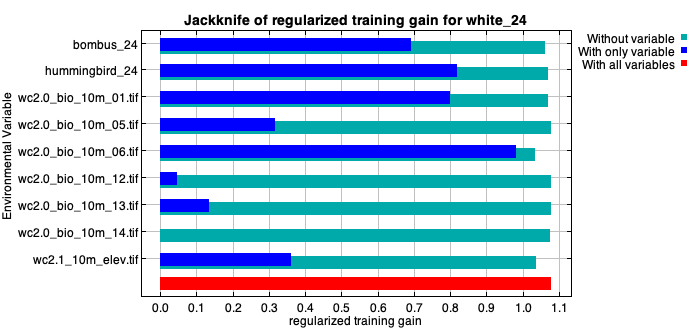 Jackknife of regularized training gain for white_24
Without variable
With only variable
With all variables
Environmental Variable
bombus_24
hummingbird_24
wc2.0_bio_10m_01.tif
wc2.0_bio_10m_05.tif
wc2.0_bio_10m_06.tif
wc2.0_bio_10m_12.tif
wc2.0_bio_10m_13.tif
wc2.0_bio_10m_14.tif
wc2.1_10m_elev.tif
0.0 0.1 0.2 0.3 0.4 0.5 0.6 0.7 0.8 0.9 1.0 1.1
regularized training gain